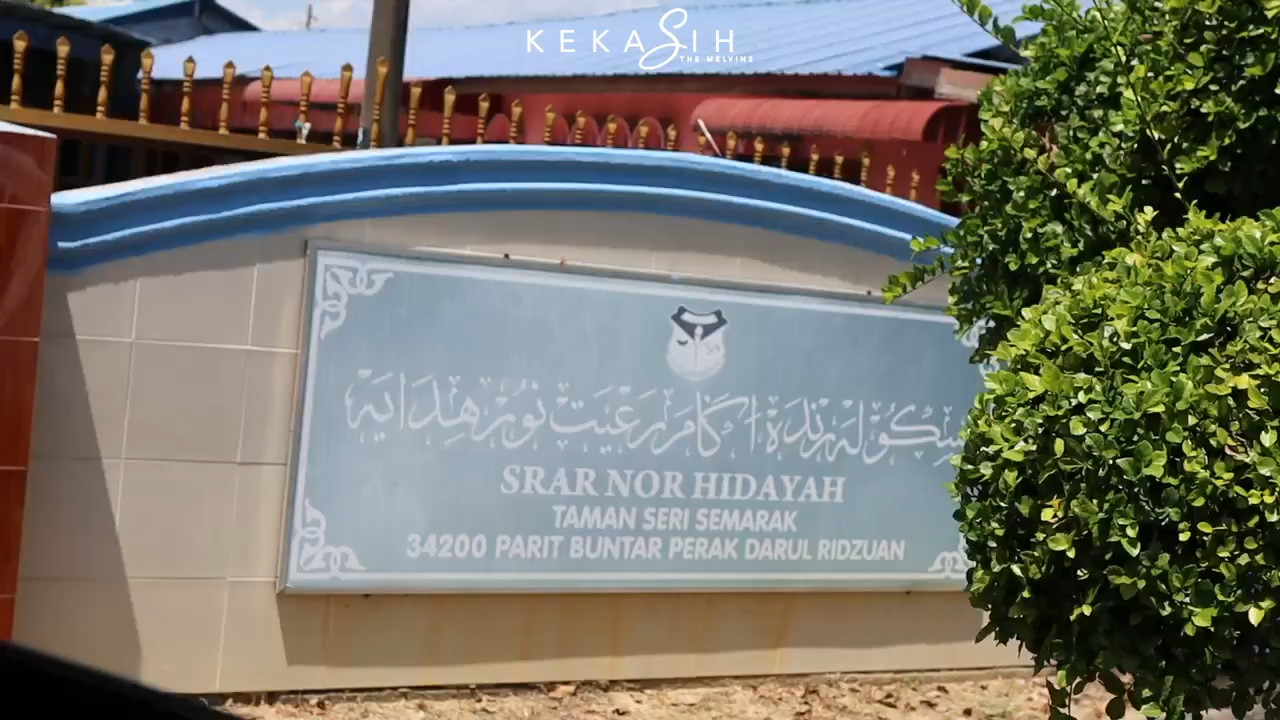 KEKASIH
THE MELVINS
سكوله رنده اڬام رعيت نور هداية
SRAR NOR HIDAYAH
TAMAN SERI SEMARAK
34200 PARIT BUNTAR PERAK DARUL RIDZUAN